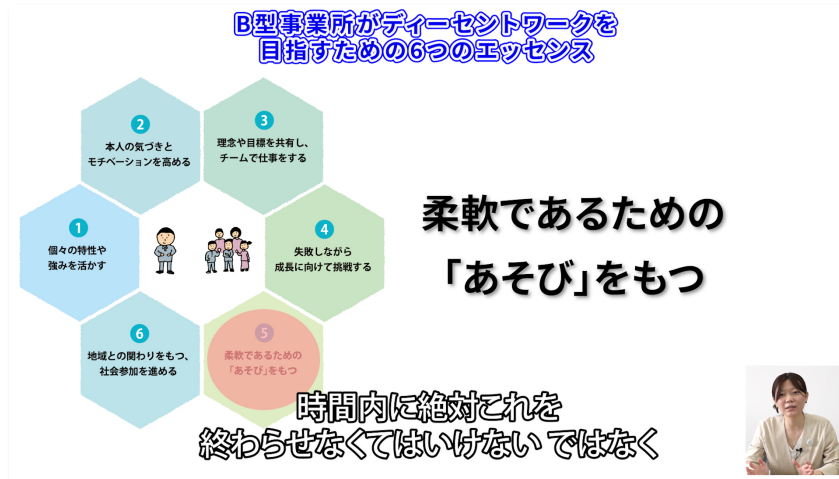 B型事業所がディーセントワークを
目指すための6つのエッセンス
2
本人の気づきと
モチベーションを高める
3
理念や目標を共有し、
チームで仕事をする
1
個々の特性や
強みを活かす
4
失敗しながら
成長に向けて挑戦する
6
地域との関わりをもつ、
社会参加を進める
5
柔軟であるための
「あそび」をもつ
柔軟であるための
「あそび」をもつ
時間内に絶対これを
終わらせなくてはいけない ではなく